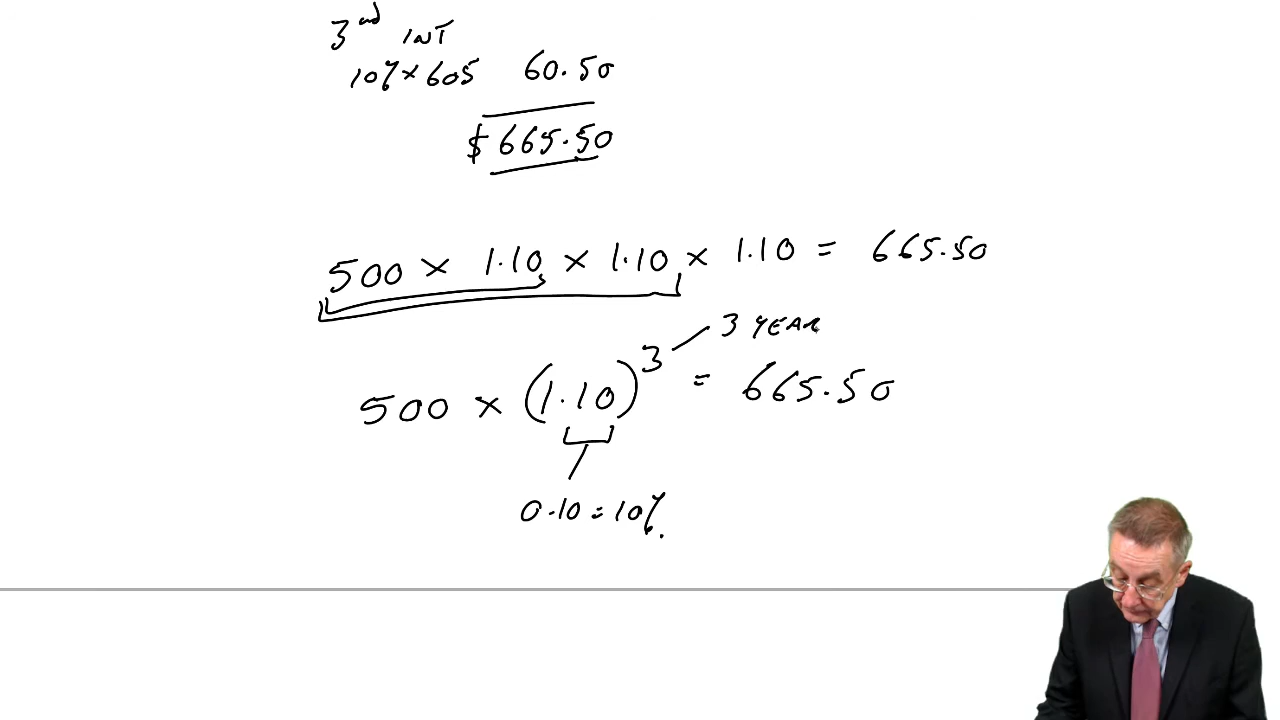 3nd INT
10% × 605 60.50
$ 665.50
500 × 1.10 × 1.10 × 1.10 = 665.50
3 YEAR
500 × (1.10)³ = 665.50
0.10 = 10%.